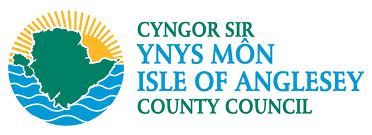 CYNGOR SIR
YNYS MÔN
ISLE OF ANGLESEY
COUNTY COUNCIL